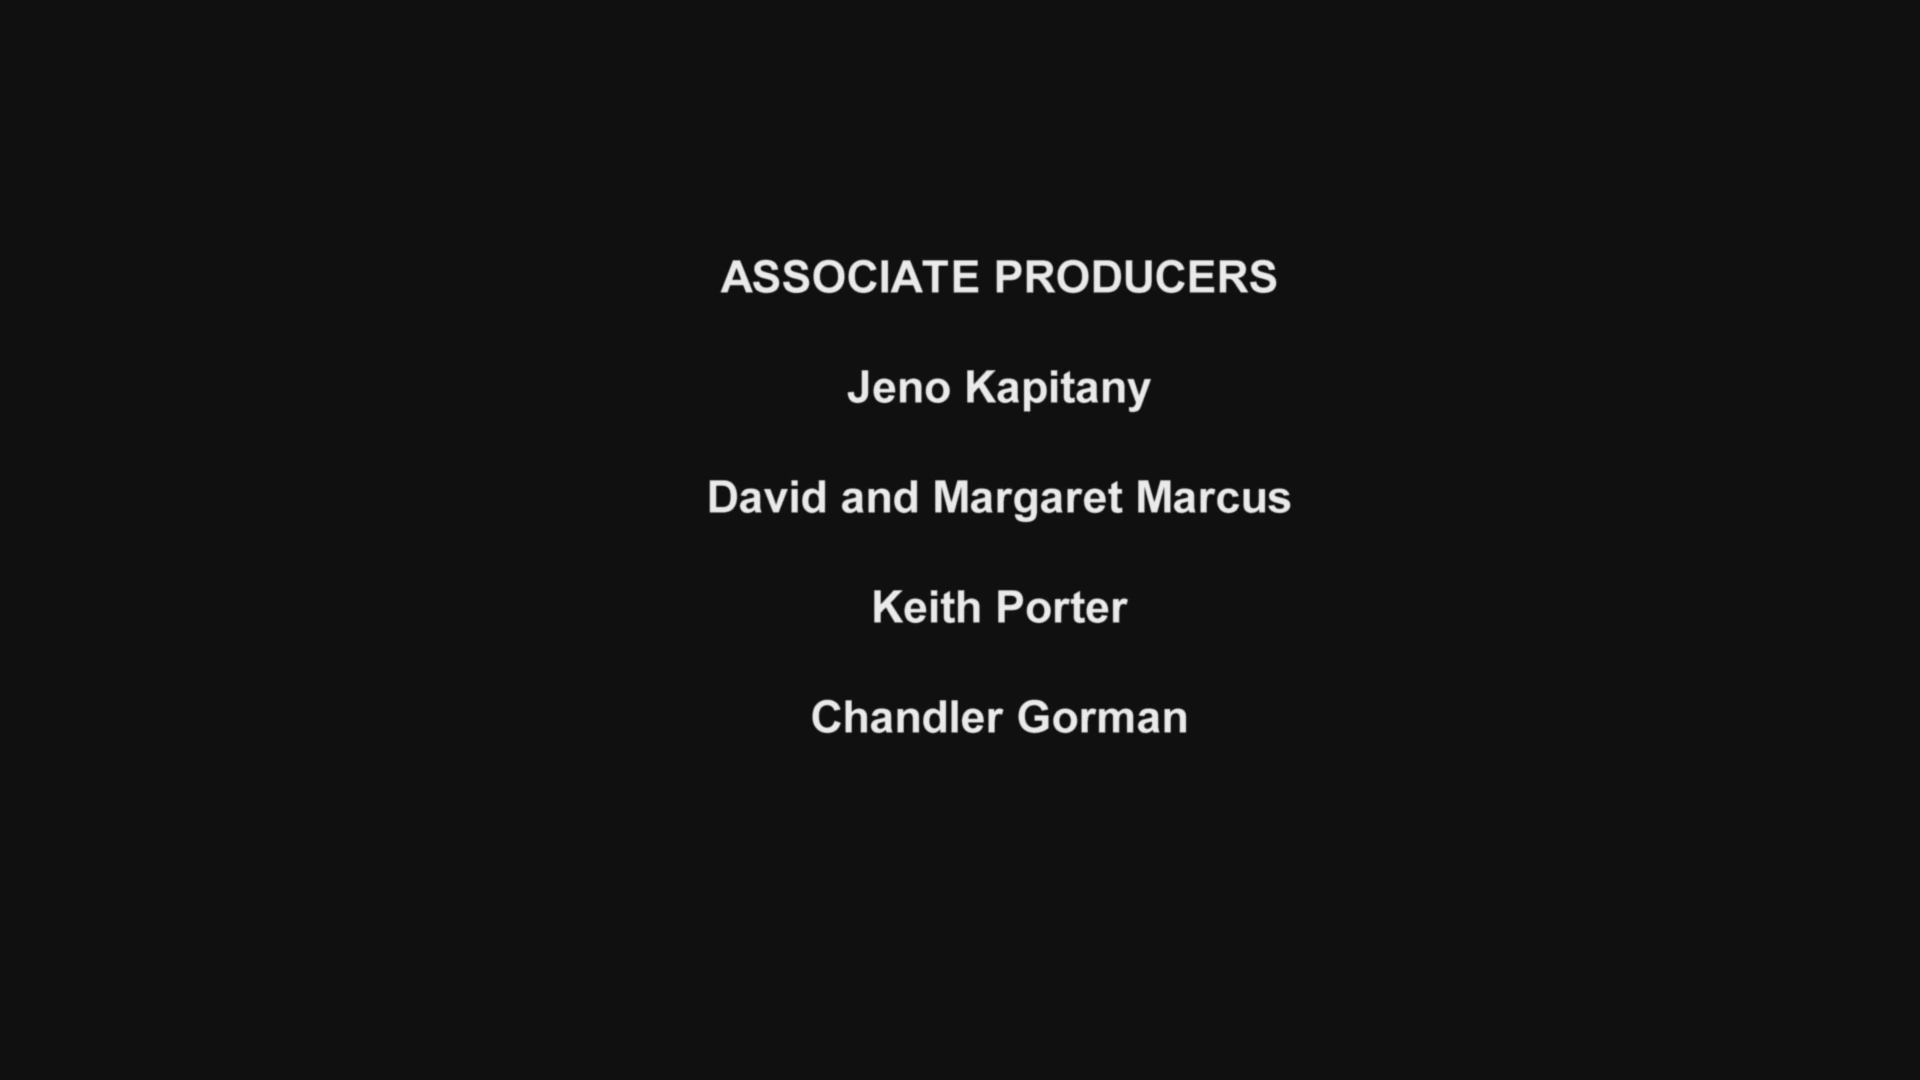 ASSOCIATE PRODUCERS
Jeno Kapitany
David and Margaret Marcus
Keith Porter
Chandler Gorman